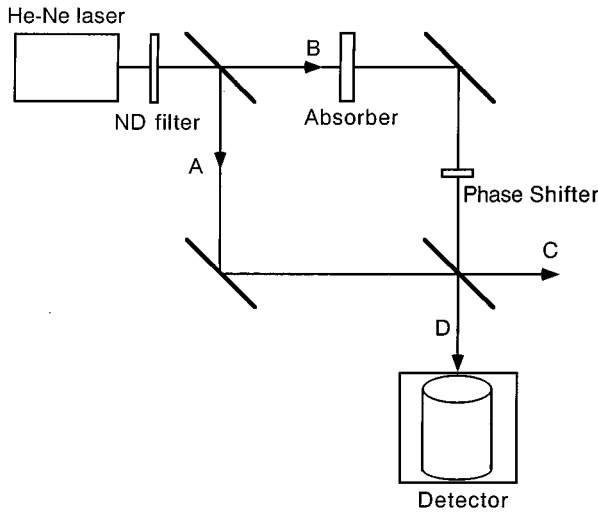 He-Ne laser
B
ND filter
Absorber
A
Phase Shifter
C
D
Detector